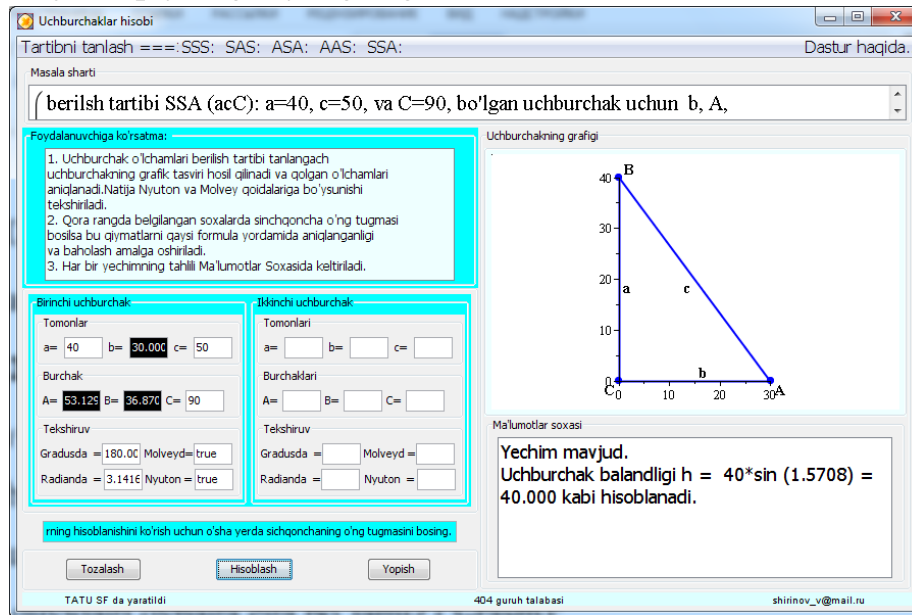 Uchburchaklar hisobi
Tartibni tanlash ===:SSS: SAS: ASA: AAS: SSA: Dastur haqida.
Masala sharti
berilsh tartibi SSA (acC): a=40, c=50, va C=90, bo'lgan uchburchak uchun b, A,
Foydalanuvchiga ko'rsatma:
1. Uchburchak o'lchamlari berilish tartibi tanlangach
uchburchakning grafik tasviri hosil qilinadi va qolgan o'lchamlari
aniqlanadi.Natija Nyuton va Molvey qoidalariga bo'ysunishi
tekshiriladi.
2. Qora rangda belgilangan soxalarda sinchqoncha o'ng tugmasi
bosilsa bu qiymatlarni qaysi formula yordamida aniqlanganligi
va baholash amalga oshiriladi.
3. Har bir yechimning tahlili Ma'lumotlar Soxasida keltiriladi.
Birinchi uchburchak
Tomonlar
a= 40 b= 30.000 c= 50
Burchak
A= 53.129 B= 36.870 C= 90
Tekshiruv
Gradusda = 180.00 Molveyd= true
Radianda = 3.1416 Nyuton = true
Ikkinchi uchburchak
Tomonlari
a= b= c=
Burchaklari
A= B= C=
Tekshiruv
Gradusda = Molveyd =
Radianda = Nyuton =
rning hisoblanishini ko'rish uchun o'sha yerda sichqonchaning o'ng tugmasini bosing.
Tozalash Hisoblash Yopish
Uchburchakning grafigi
40 B
30
20
a c
10
b
0 C 0 10 20 30 A
Ma'lumotlar soxasi
Yechim mavjud.
Uchburchak balandligi h = 40*sin (1.5708) =
40.000 kabi hisoblanadi.
TATU SF da yaratildi 404 guruh talabasi shirinov_v@mail.ru